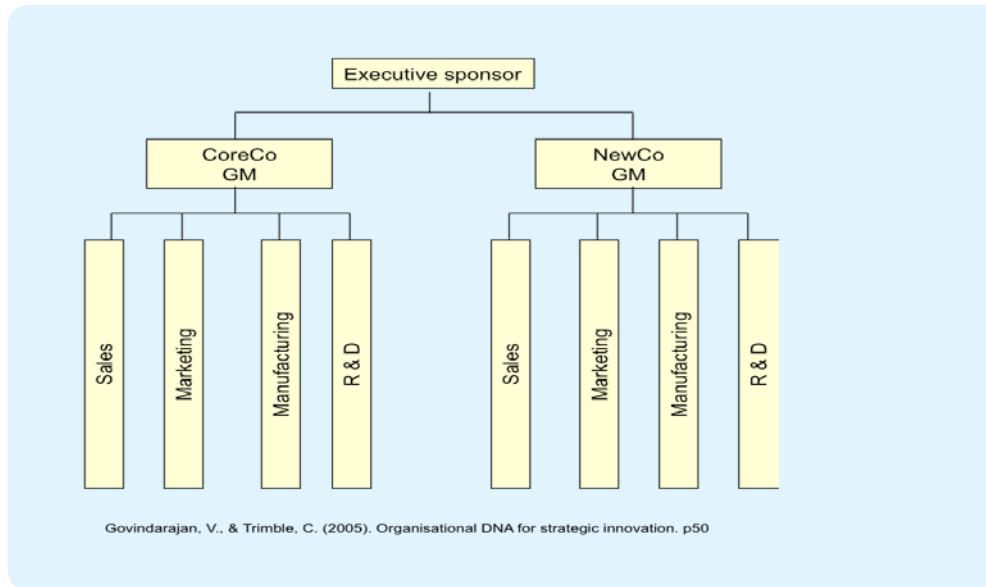 Executive sponsor
CoreCo
GM
NewCo
GM
Sales
Marketing
Manufacturing
R & D
Sales
Marketing
Manufacturing
R & D
Govindarajan, V., & Trimble, C. (2005). Organisational DNA for strategic innovation. p50